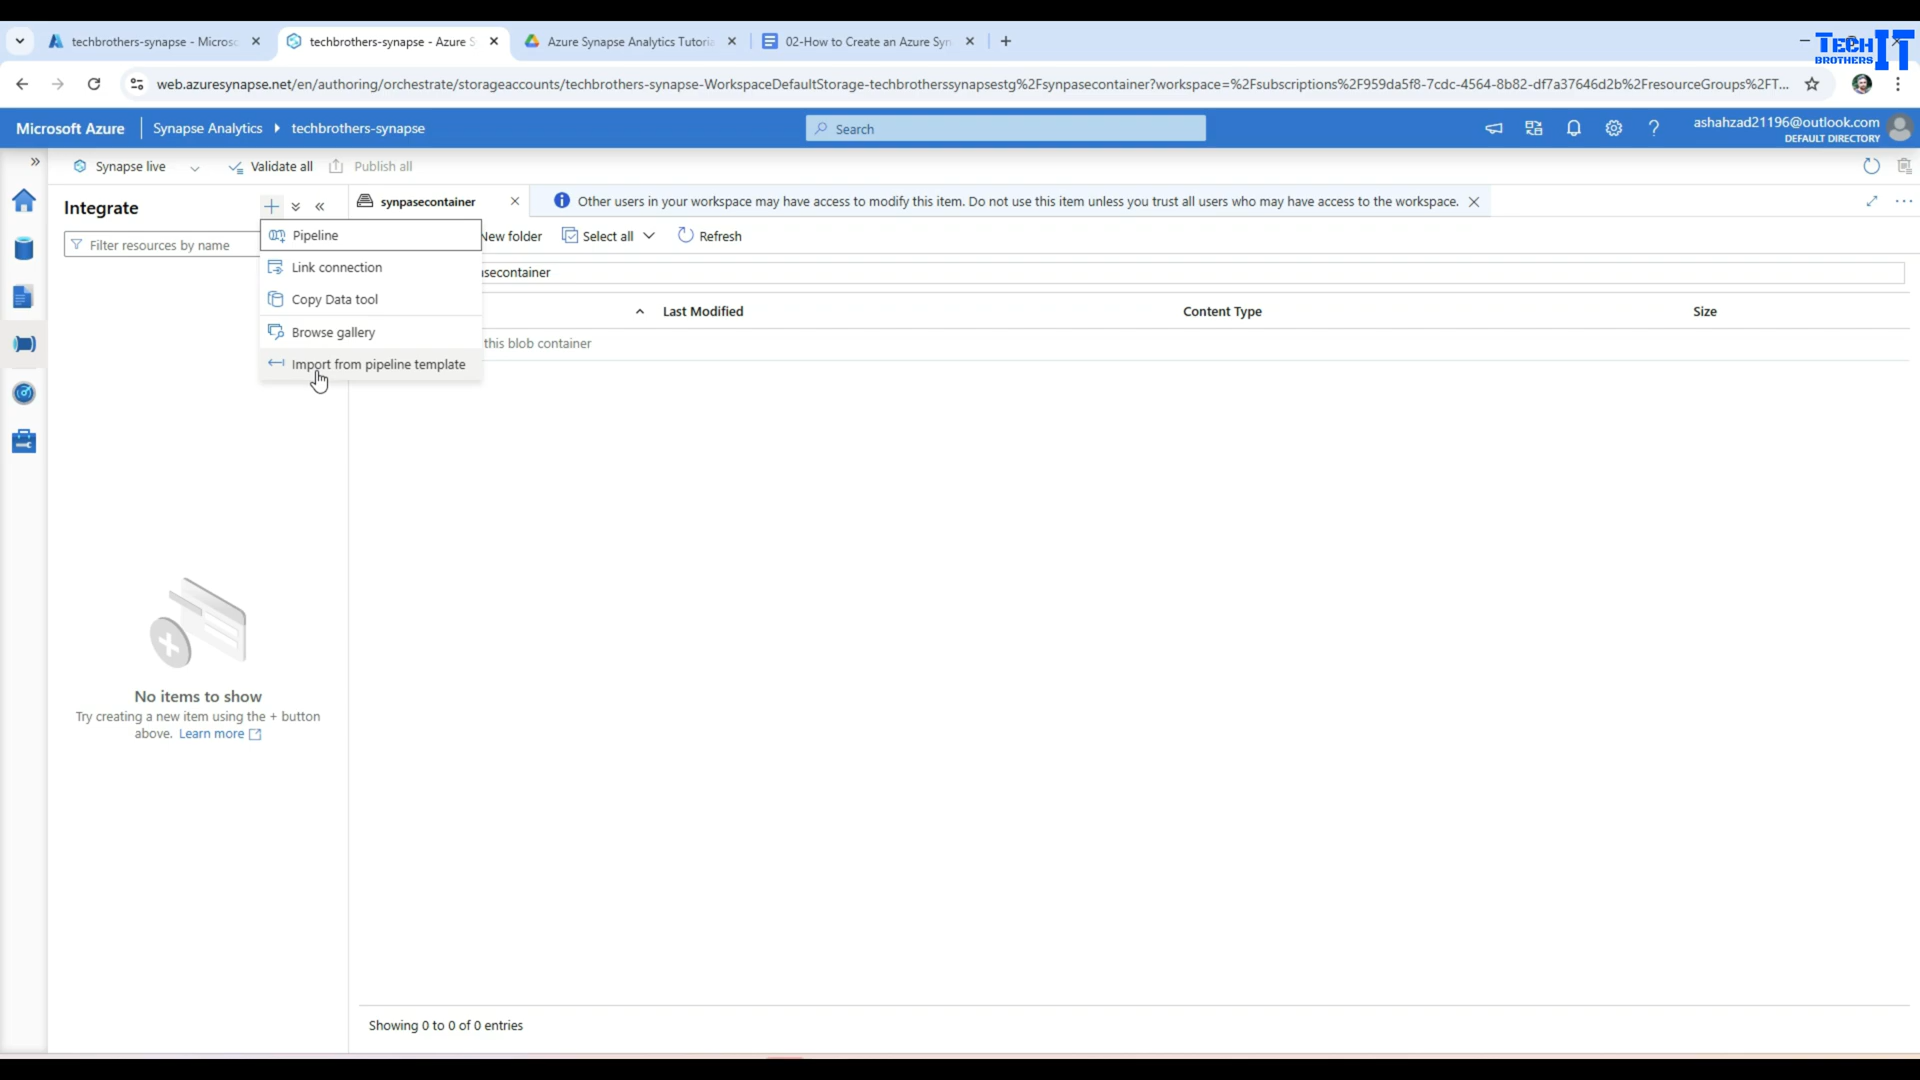 techbrothers-synapse - Micros
techbrothers-synapse - Azure S
Azure Synapse Analytics Tutoria
02-How to Create an Azure Syn
TECH IT
BROTHERS
web.azuresynapse.net/en/authoring/orchestrate/storageaccounts/techbrothers-synapse-WorkspaceDefaultStorage-techbrotherssynapsestg%2Fsynpasecontainer?workspace=%2Fsubscriptions%2F959da5f8-7cdc-4564-8b82-df7a37646d2b%2FresourceGroups%2FT...
Microsoft Azure
Synapse Analytics
techbrothers-synapse
Search
ashahzad21196@outlook.com
DEFAULT DIRECTORY
Synapse live
Validate all
Publish all
Integrate
synpasecontainer
Other users in your workspace may have access to modify this item. Do not use this item unless you trust all users who may have access to the workspace.
Filter resources by name
Pipeline
Link connection
Copy Data tool
Browse gallery
Import from pipeline template
New folder
Select all
Refresh
asecontainer
Last Modified
Content Type
Size
this blob container
No items to show
Try creating a new item using the + button
above. Learn more
Showing 0 to 0 of 0 entries